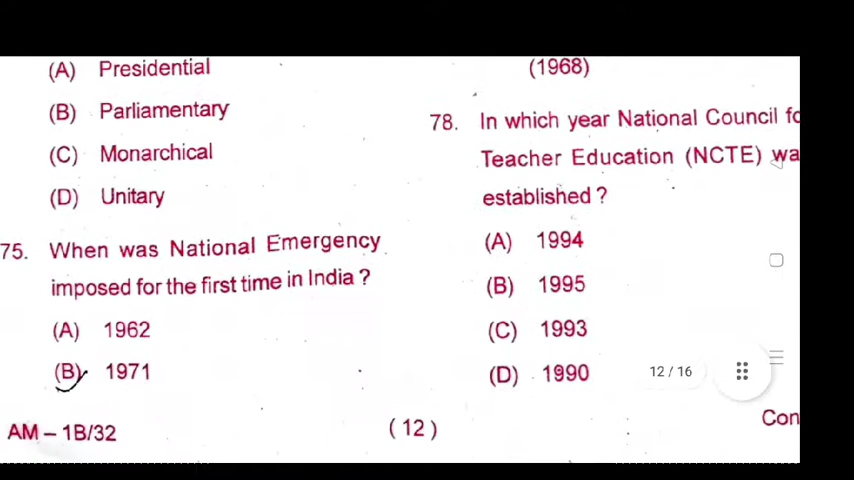 (A) Presidential
(B) Parliamentary
(C) Monarchical
(D) Unitary
75. When was National Emergency
imposed for the first time in India ?
(A) 1962
(B) 1971
AM – 1B/32
(1968)
78. In which year National Council fo
Teacher Education (NCTE) wa
established ?
(A) 1994
(B) 1995
(C) 1993
(D) 1990
12 / 16
( 12 )
Con